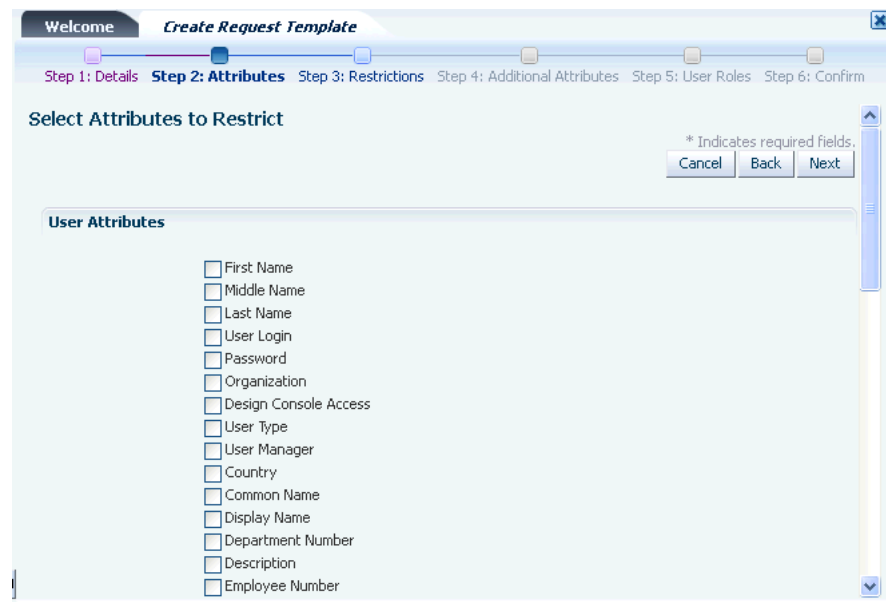 Welcome Create Request Template
Step 1: Details Step 2: Attributes Step 3: Restrictions Step 4: Additional Attributes Step 5: User Roles Step 6: Confirm
Select Attributes to Restrict
* Indicates required fields.
Cancel Back Next
User Attributes
First Name
Middle Name
Last Name
User Login
Password
Organization
Design Console Access
User Type
User Manager
Country
Common Name
Display Name
Department Number
Description
Employee Number